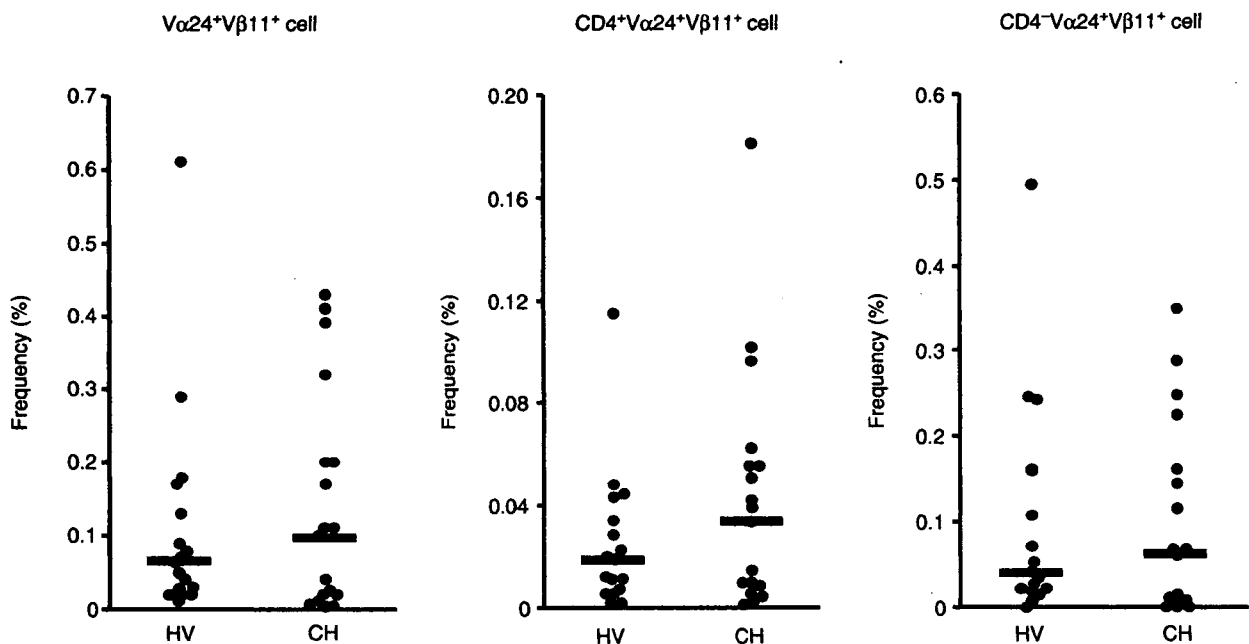 Vα24⁺Vβ11⁺ cell
0.7
0.6
0.5
0.4
0.3
0.2
0.1
0
Frequency (%)
HV CH
CD4⁺Vα24⁺Vβ11⁺ cell
0.20
0.16
0.12
0.08
0.04
0
Frequency (%)
HV CH
CD4⁻Vα24⁺Vβ11⁺ cell
0.6
0.5
0.4
0.3
0.2
0.1
0
Frequency (%)
HV CH